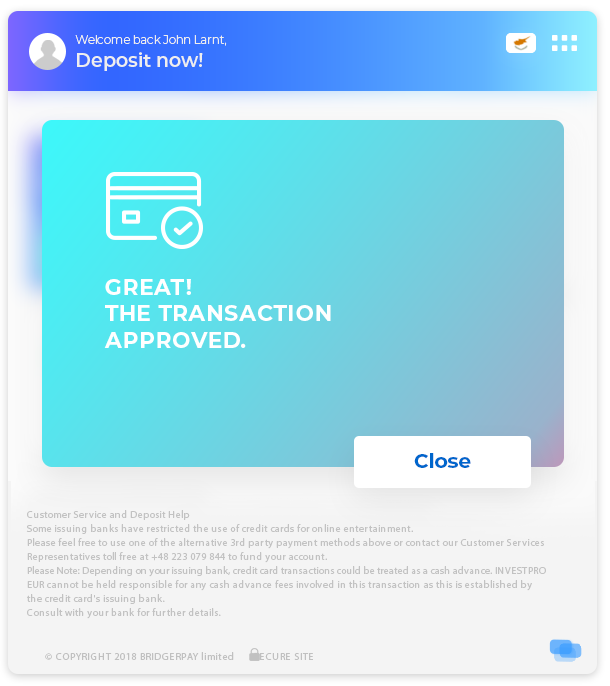 Welcome back John Larnt,
Deposit now!
GREAT!
THE TRANSACTION
APPROVED.
Close
Customer Service and Deposit Help
Some issuing banks have restricted the use of credit cards for online entertainment.
Please feel free to use one of the alternative 3rd party payment methods above or contact our Customer Services
Representatives toll free at +48 223 079 844 to fund your account.
Please Note: Depending on your issuing bank, credit card transactions could be treated as a cash advance. INVESTPRO
EUR cannot be held responsible for any cash advance fees involved in this transaction as this is established by
the credit card's issuing bank.
Consult with your bank for further details.
© COPYRIGHT 2018 BRIDGERPAY limited ECURE SITE